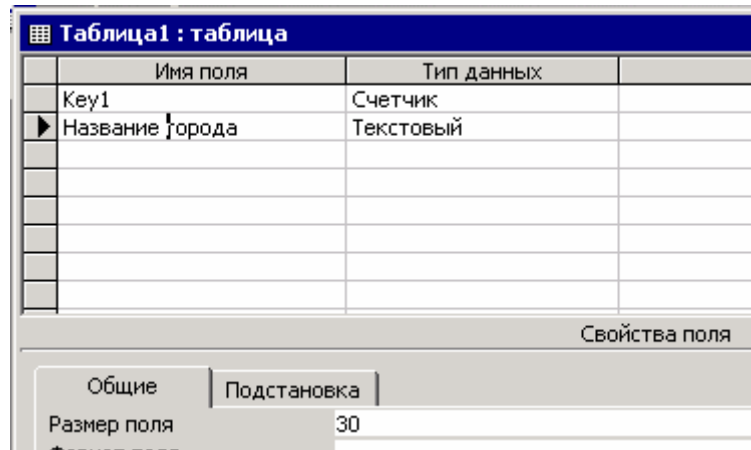 Таблица1 : таблица
Имя поля Тип данных
Key1 Счетчик
Название города Текстовый
Свойства поля
Общие Подстановка
Размер поля 30